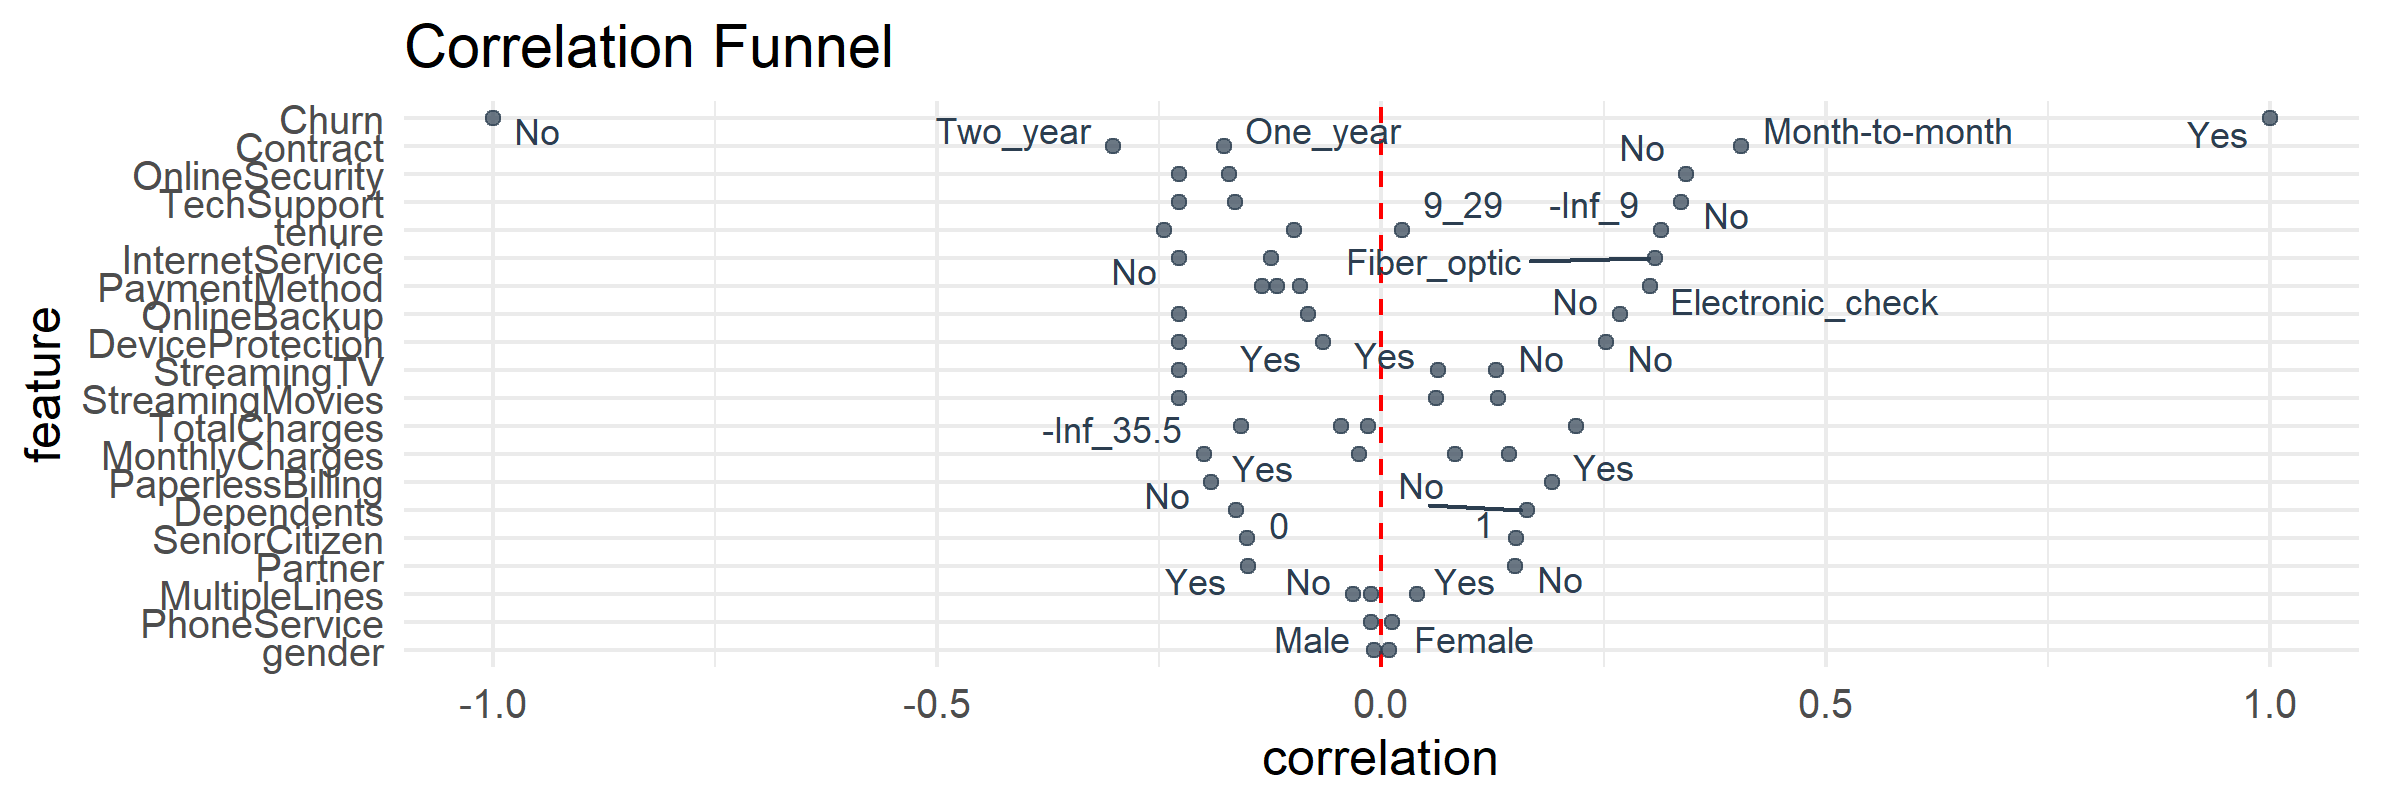 Correlation Funnel
feature
Churn
Contract
OnlineSecurity
TechSupport
tenure
InternetService
PaymentMethod
OnlineBackup
DeviceProtection
StreamingTV
StreamingMovies
TotalCharges
MonthlyCharges
PaperlessBilling
Dependents
SeniorCitizen
Partner
MultipleLines
PhoneService
gender
No
Two_year
One_year
No
Month-to-month
Yes
9_29
-Inf_9
No
No
Fiber_optic
No
Electronic_check
Yes
Yes
No
No
-Inf_35.5
Yes
Yes
No
No
0
1
Yes
No
Yes
No
Male
Female
-1.0
-0.5
0.0
0.5
1.0
correlation